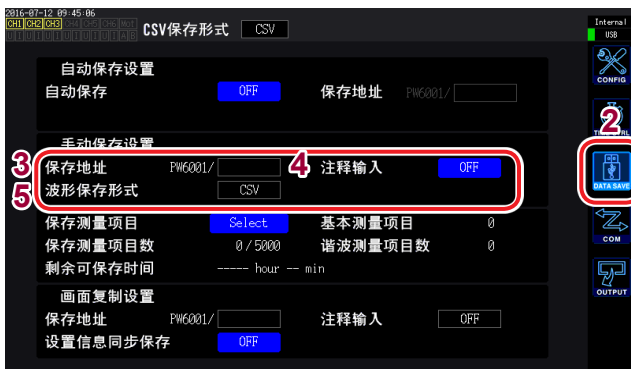 2016-07-12 09:45:06
CH1 CH2 CH3 CH4 CH5 CH6 Mot CSV保存形式 CSV Internal
U I U I U I U I U I U I A B USB
自动保存设置
自动保存 OFF 保存地址 PW6001/
CONFIG
2
手动保存设置
3 保存地址 PW6001/ 4 注释输入 OFF
5 波形保存形式 CSV
DATA SAVE
保存测量项目 Select 基本测量项目 0
保存测量项目数 0/5000 谐波测量项目数 0
COM
剩余可保存时间 ----- hour -- min
画面复制设置
OUTPUT
保存地址 PW6001/ 注释输入 OFF
设置信息同步保存 OFF